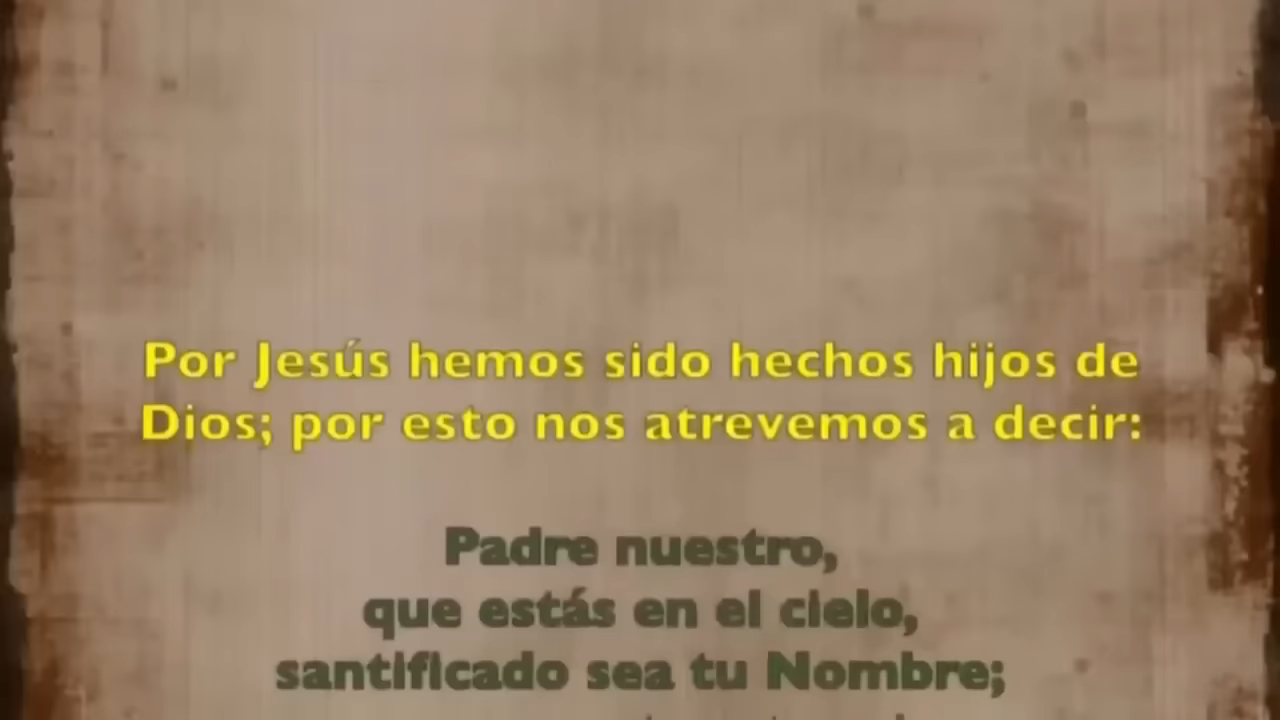 Por Jesús hemos sido hechos hijos de
Dios; por esto nos atrevemos a decir:
Padre nuestro,
que estás en el cielo,
santificado sea tu Nombre;